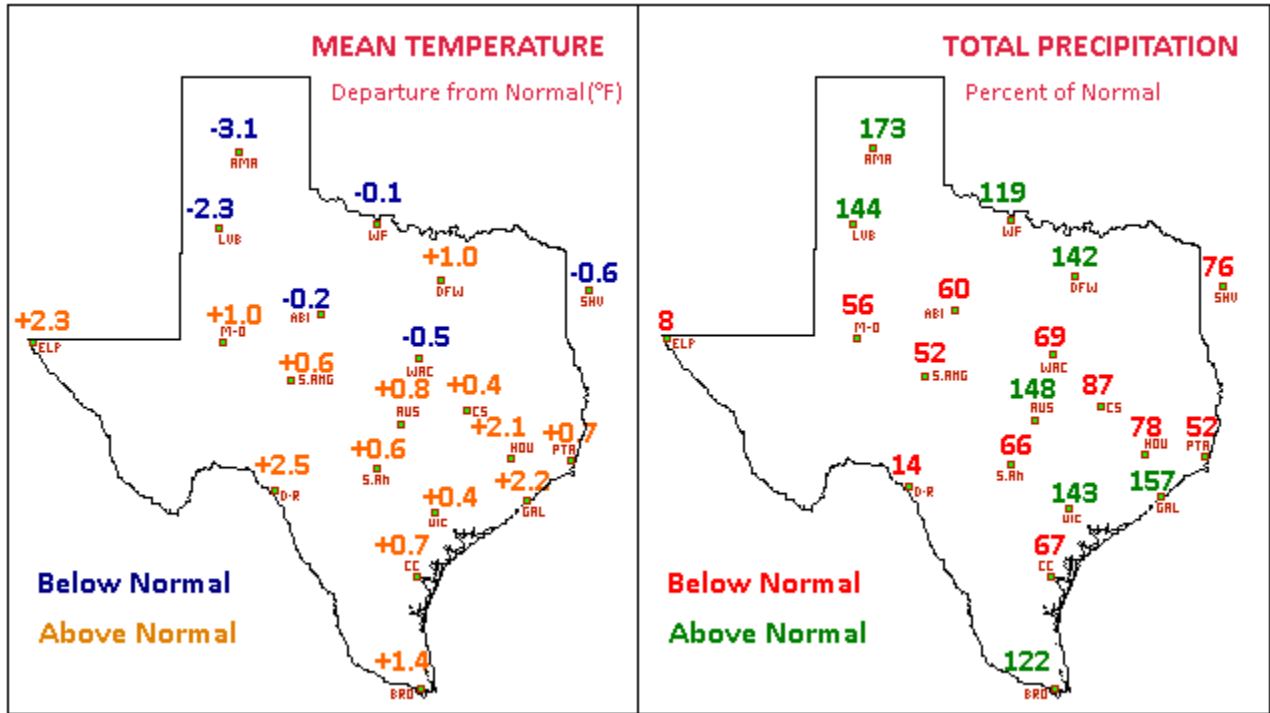 MEAN TEMPERATURE
Departure from Normal(°F)
-3.1
AMA
-2.3
LUB
-0.1
WF
+1.0
DFW
-0.6
SHV
-0.2
ABI
+2.3
ELP
+1.0
M-O
-0.5
WAC
+0.6
S.ANG
+0.8
AUS
+0.4
CS
+2.1
HOU
+0.7
PTA
+0.6
S.An
+2.5
D-R
+2.2
GAL
+0.4
VIC
+0.7
CC
+1.4
BRO
Below Normal
Above Normal
TOTAL PRECIPITATION
Percent of Normal
173
AMA
144
LUB
119
WF
142
DFW
76
SHV
60
ABI
8
ELP
56
M-O
69
WAC
52
S.ANG
148
AUS
87
CS
78
HOU
52
PTA
66
S.An
14
D-R
157
GAL
143
VIC
67
CC
122
BRO
Below Normal
Above Normal